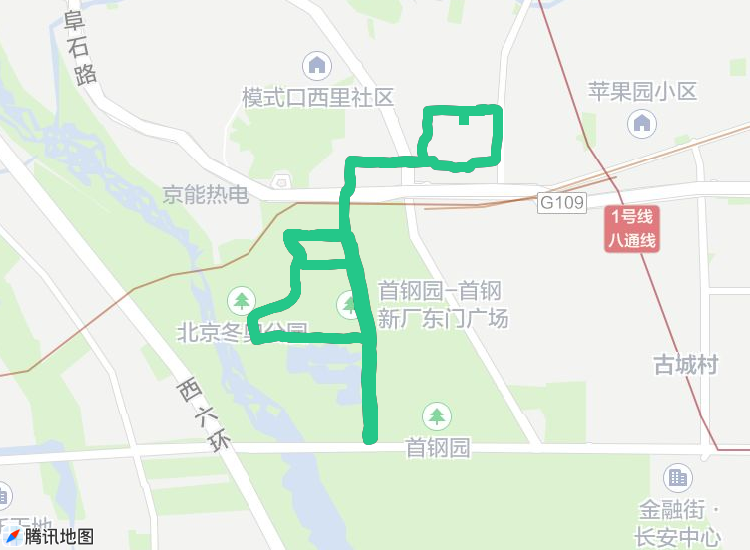 阜石路
模式口西里社区
苹果园小区
京能热电
G109
1号线
八通线
首钢园-首钢
新厂东门广场
北京冬奥公园
古城村
西六环
首钢园
金融街·
长安中心
天地
腾讯地图